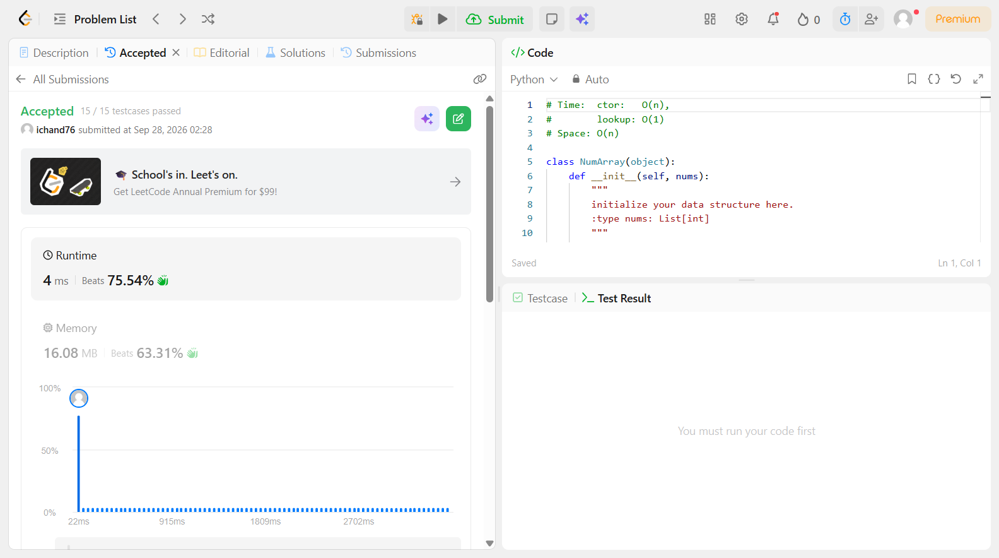 Problem List
Submit
0
Premium
Description
Accepted
Editorial
Solutions
Submissions
All Submissions
Accepted 15 / 15 testcases passed
ichand76 submitted at Sep 28, 2026 02:28
School's in. Leet's on.
Get LeetCode Annual Premium for $99!
Runtime
4 ms Beats 75.54%
Memory
16.08 MB Beats 63.31%
100%
50%
0%
22ms 915ms 1809ms 2702ms
Code
Python Auto
1 # Time:  ctor:   O(n),
2 #        lookup: O(1)
3 # Space: O(n)
4
5 class NumArray(object):
6     def __init__(self, nums):
7         """
8         initialize your data structure here.
9         :type nums: List[int]
10         """
Saved
Ln 1, Col 1
Testcase
Test Result
You must run your code first